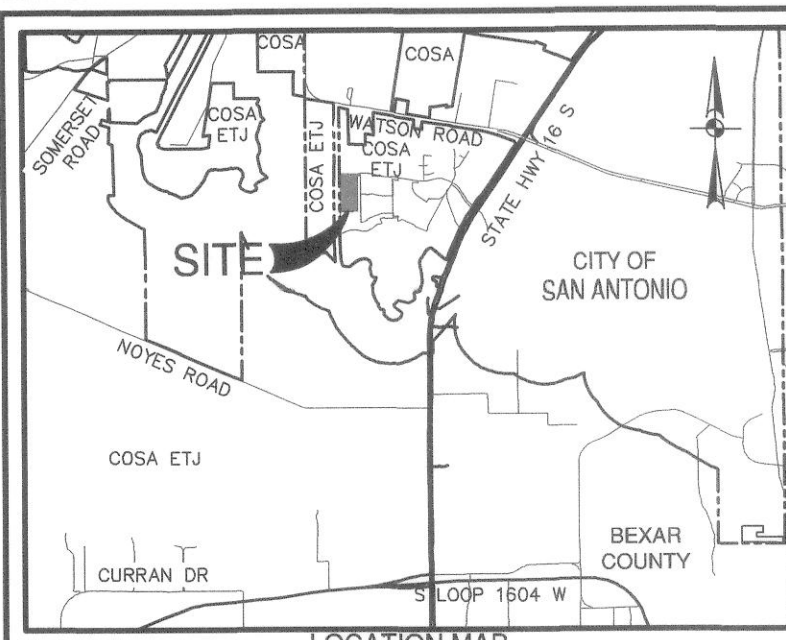 COSA
COSA
SOMERSET
ROAD
COSA
ETJ
COSA ETJ
WATSON ROAD
COSA
ETJ
STATE HWY 16 S
SITE
CITY OF
SAN ANTONIO
NOYES ROAD
COSA ETJ
BEXAR
COUNTY
CURRAN DR
S LOOP 1604 W
LOCATION MAP